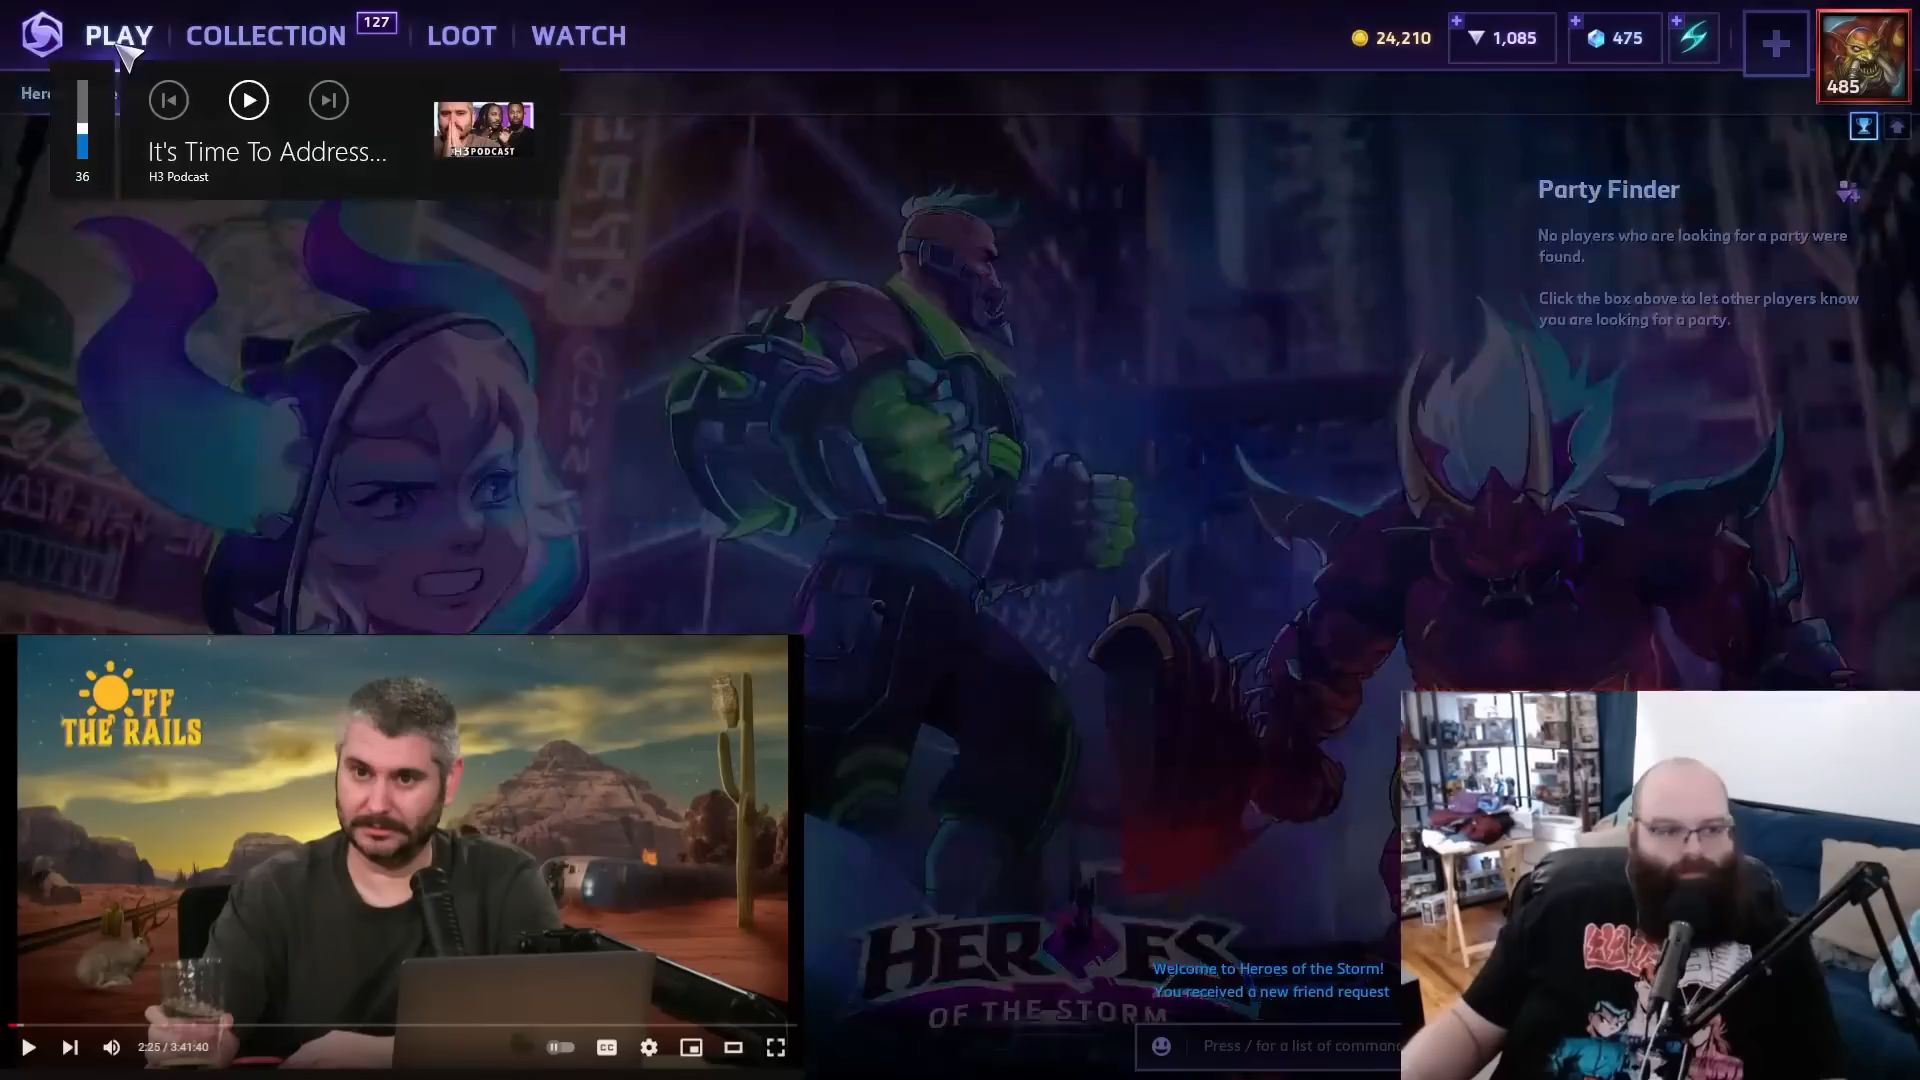 PLAY
COLLECTION
127
LOOT
WATCH
24,210
1,085
475
485
Here
36
It's Time To Address...
H3 Podcast
H3PODCAST
Party Finder
No players who are looking for a party were
found.
Click the box above to let other players know
you are looking for a party.
OFF
THE RAILS
HEROES
OF THE STORM
Welcome to Heroes of the Storm!
You received a new friend request
Press / for a list of command
2:25 / 3:41:40
CC